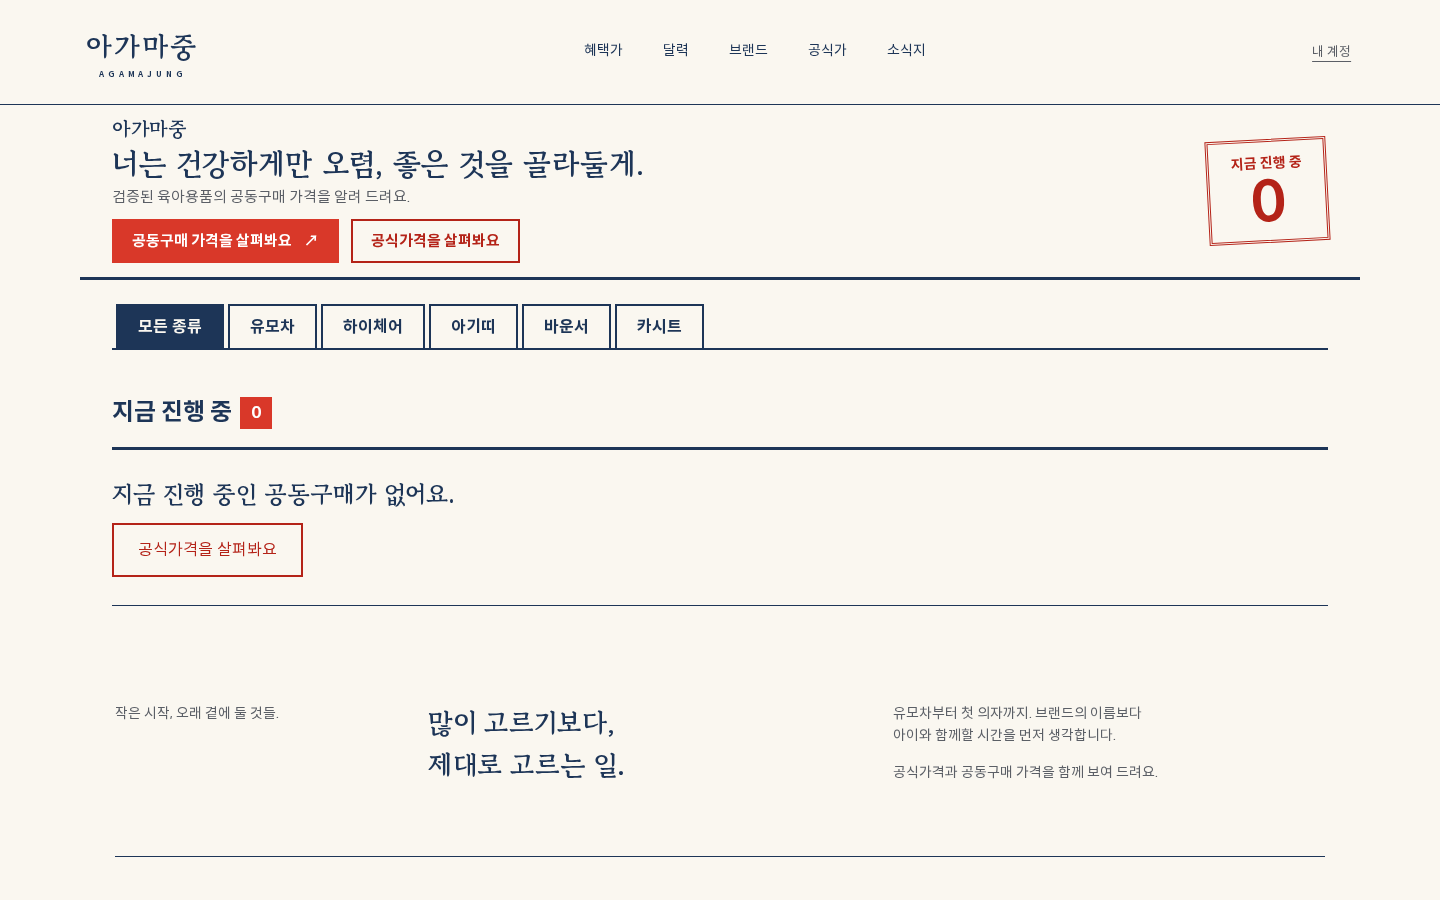 아가마중
AGAMAJUNG
혜택가
달력
브랜드
공식가
소식지
내 계정
아가마중
너는 건강하게만 오렴, 좋은 것을 골라둘게.
검증된 육아용품의 공동구매 가격을 알려 드려요.
공동구매 가격을 살펴봐요 ↗
공식가격을 살펴봐요
지금 진행 중
0
모든 종류
유모차
하이체어
아기띠
바운서
카시트
지금 진행 중 0
지금 진행 중인 공동구매가 없어요.
공식가격을 살펴봐요
작은 시작, 오래 곁에 둘 것들.
많이 고르기보다,
제대로 고르는 일.
유모차부터 첫 의자까지. 브랜드의 이름보다
아이와 함께할 시간을 먼저 생각합니다.
공식가격과 공동구매 가격을 함께 보여 드려요.